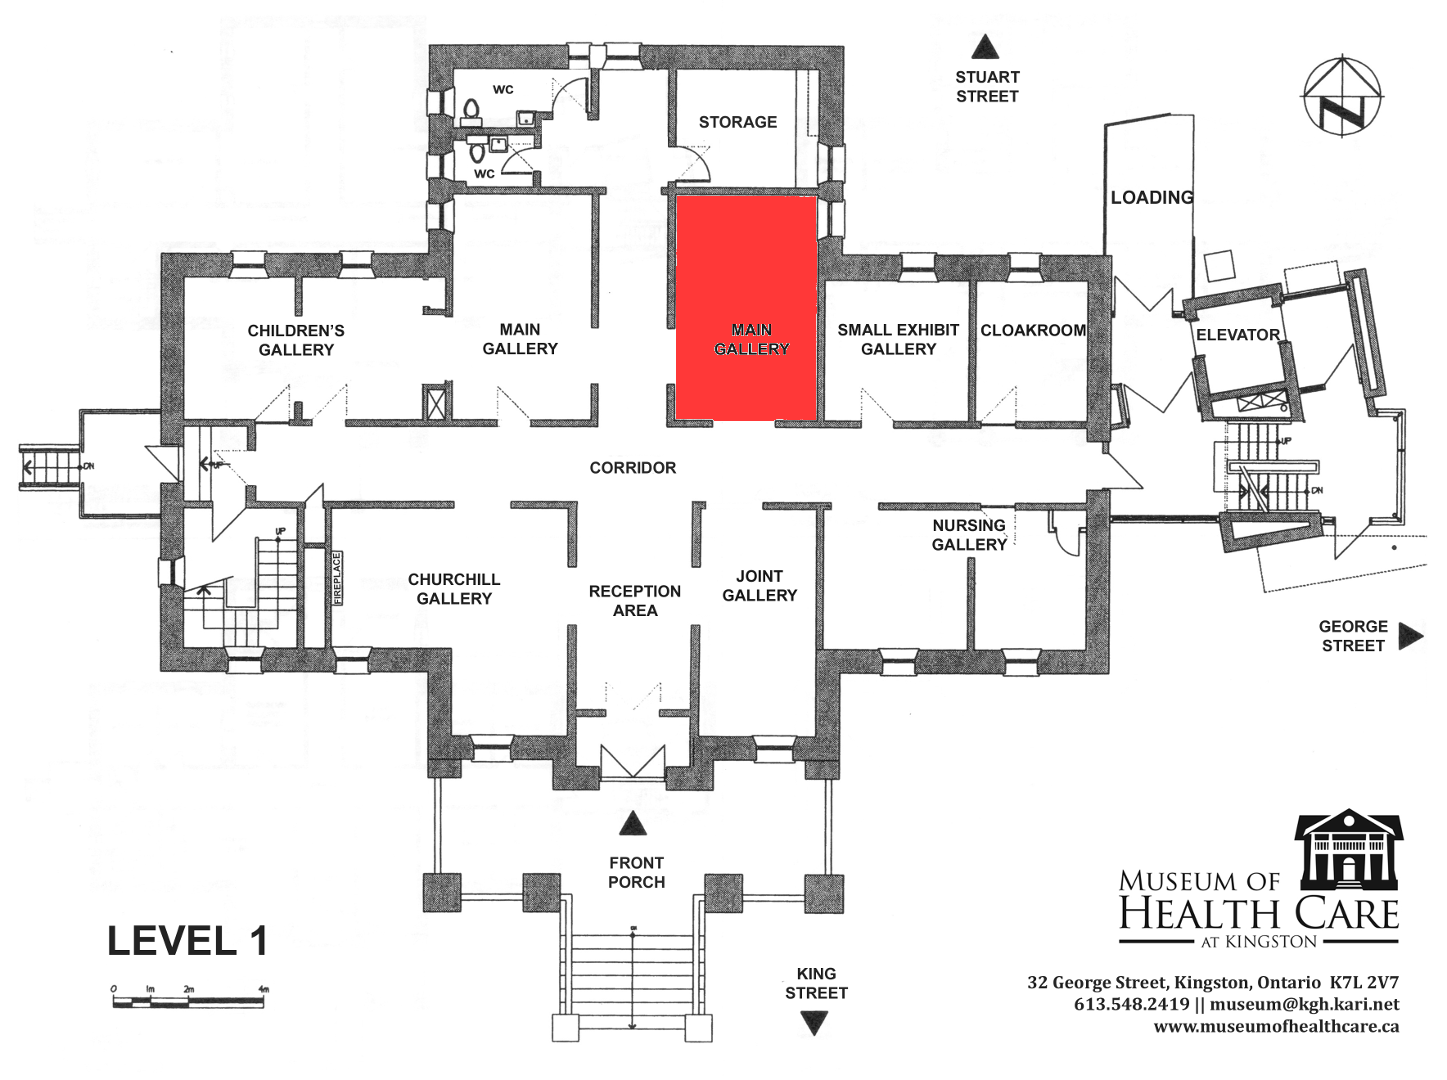 WC
STORAGE
WC
STUART
STREET
N
LOADING
CHILDREN'S
GALLERY
MAIN
GALLERY
MAIN
GALLERY
SMALL EXHIBIT
GALLERY
CLOAKROOM
ELEVATOR
DN
UP
CORRIDOR
UP
DN
UP
FIREPLACE
CHURCHILL
GALLERY
RECEPTION
AREA
JOINT
GALLERY
NURSING
GALLERY
GEORGE
STREET
FRONT
PORCH
LEVEL 1
0 1m 2m 4m
KING
STREET
MUSEUM OF
HEALTH CARE
AT KINGSTON
32 George Street, Kingston, Ontario K7L 2V7
613.548.2419 || museum@kgh.kari.net
www.museumofhealthcare.ca